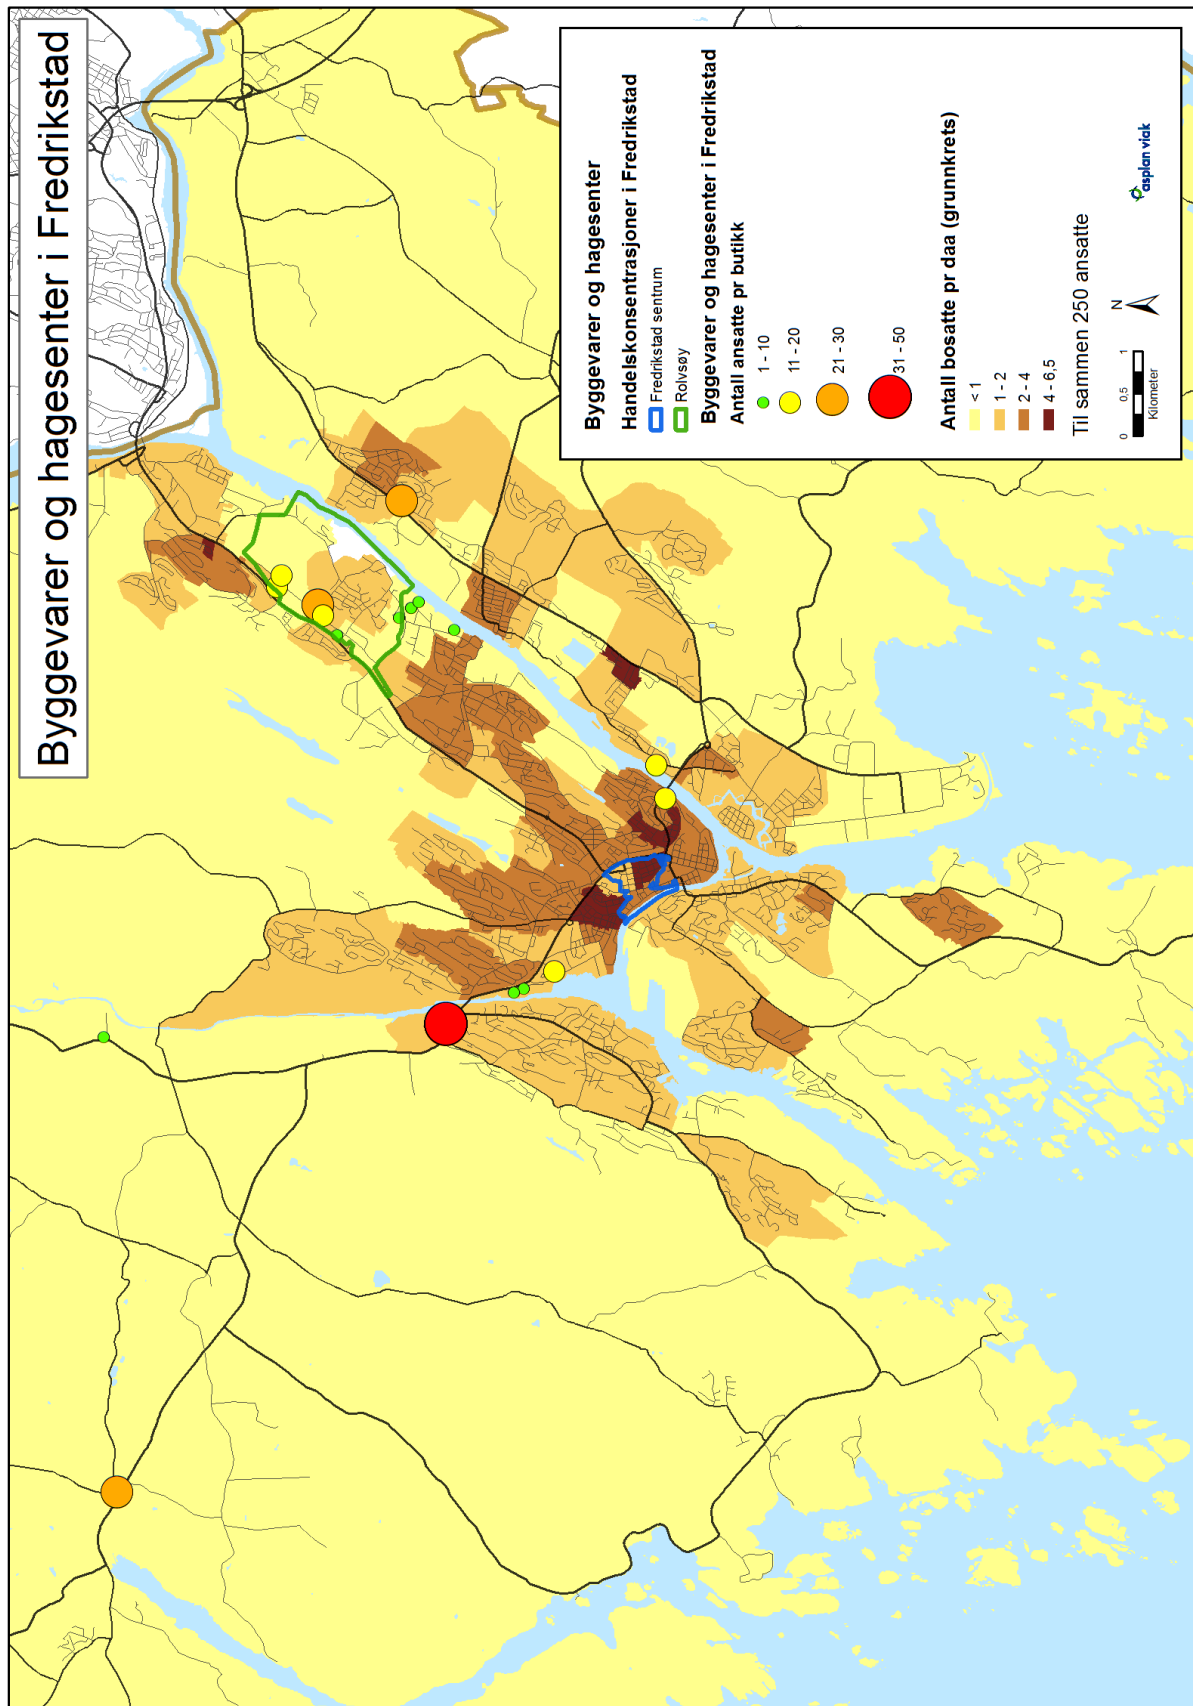 Byggevarer og hagesenter i Fredrikstad
Byggevarer og hagesenter
Handelskonsentrasjoner i Fredrikstad
Fredrikstad sentrum
Rolvsøy
Byggevarer og hagesenter i Fredrikstad
Antall ansatte pr butikk
1 - 10
11 - 20
21 - 30
31 - 50
Antall bosatte pr daa (grunnkrets)
< 1
1 - 2
2 - 4
4 - 6,5
Til sammen 250 ansatte
N
0 0,5 1
Kilometer
asplan viak